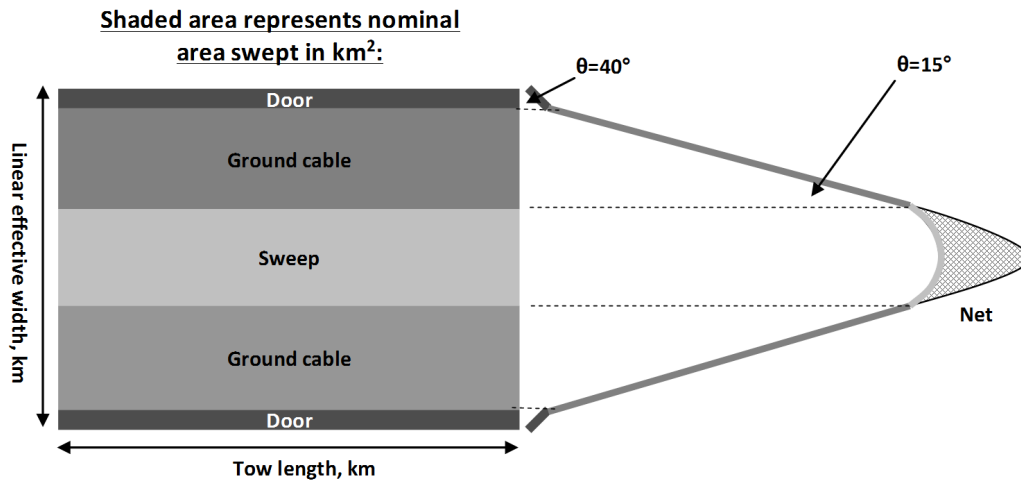 Shaded area represents nominal
area swept in km²:
θ=40°
θ=15°
Door
Ground cable
Sweep
Ground cable
Door
Linear effective width, km
Tow length, km
Net